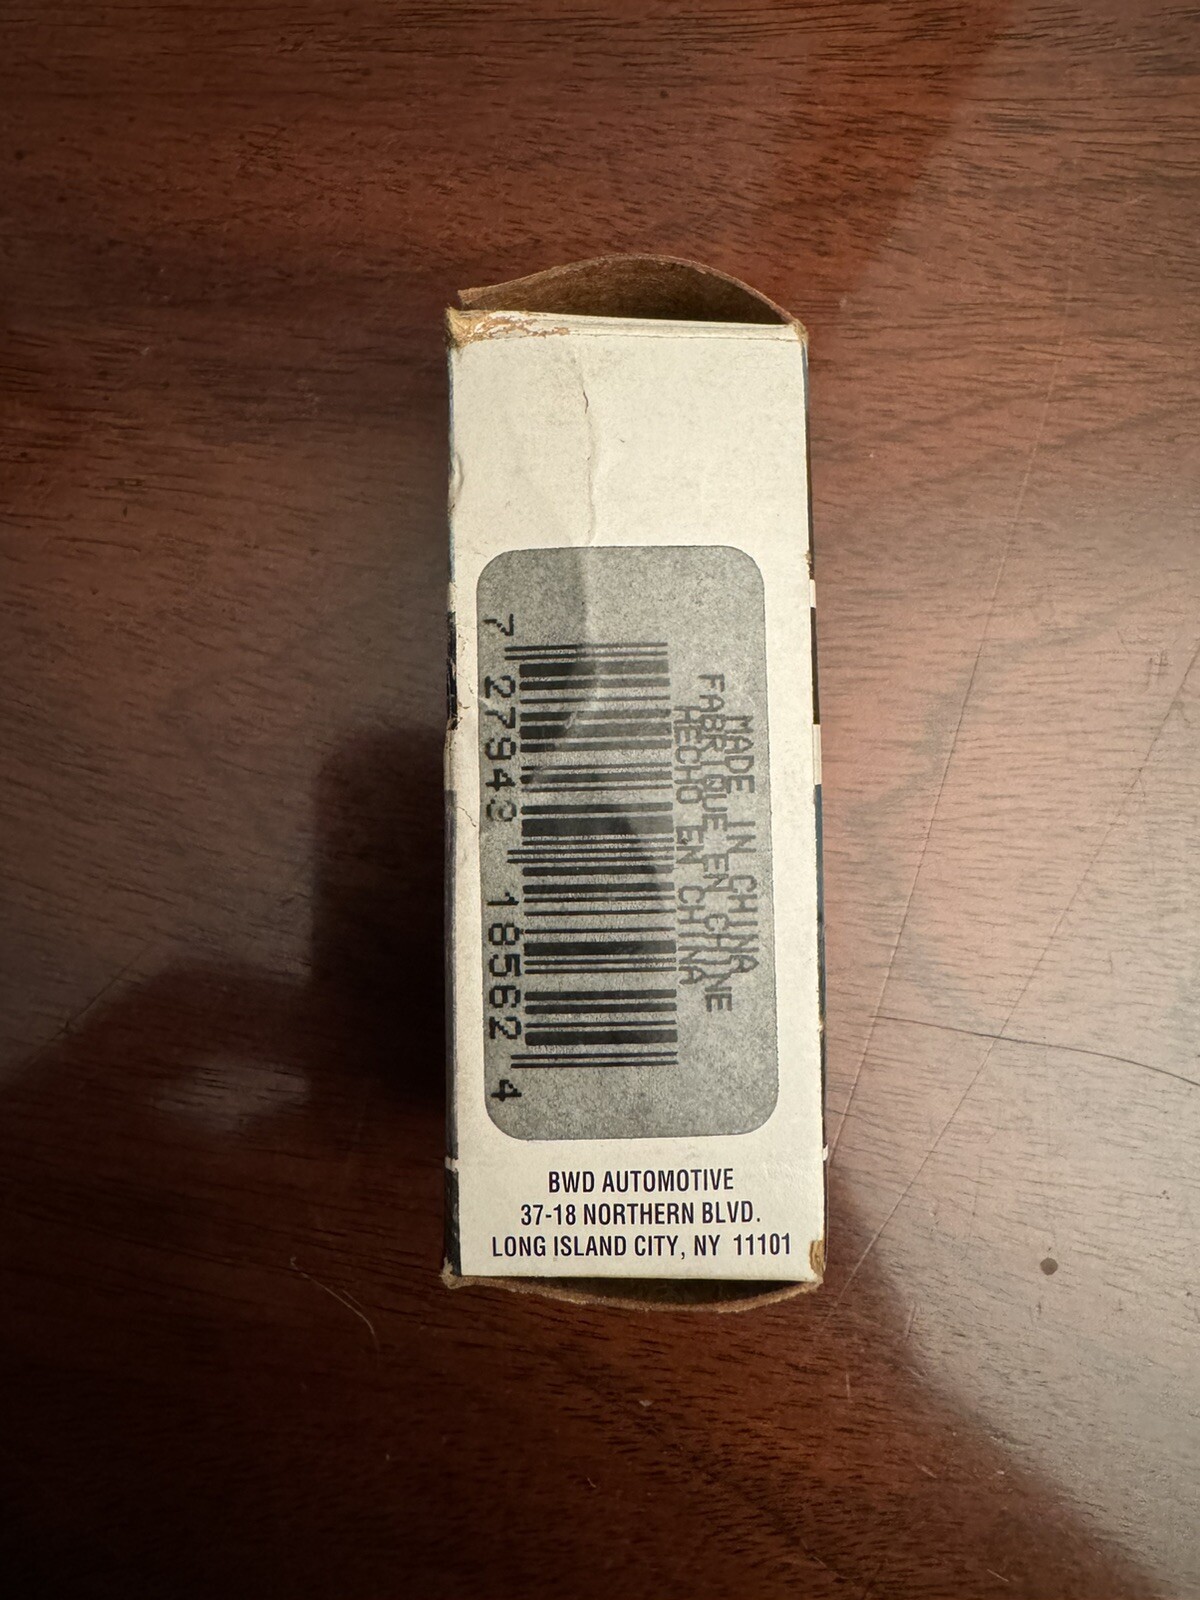 MADE IN CHINA
FABRIQUE EN CHINE
HECHO EN CHINA
7 27943 18562 4
BWD AUTOMOTIVE
37-18 NORTHERN BLVD.
LONG ISLAND CITY, NY 11101